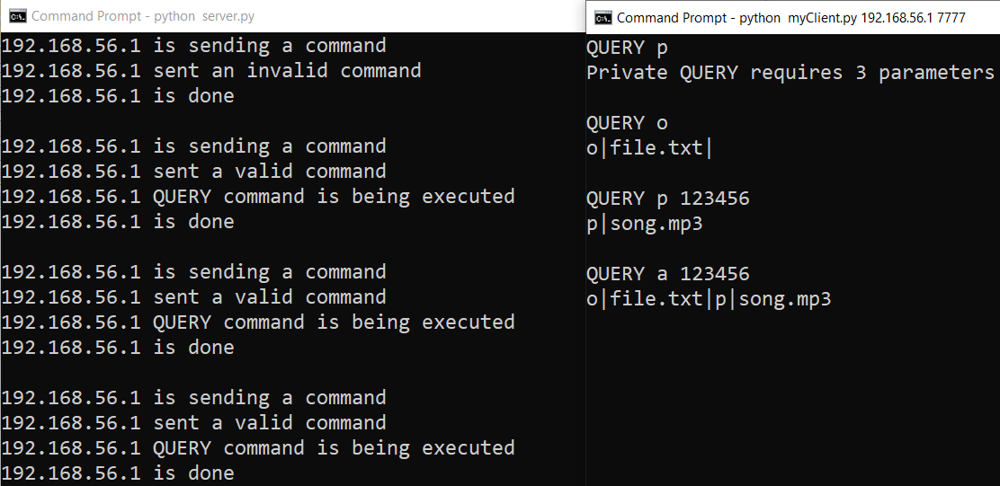 Command Prompt - python  server.py
192.168.56.1 is sending a command
192.168.56.1 sent an invalid command
192.168.56.1 is done
192.168.56.1 is sending a command
192.168.56.1 sent a valid command
192.168.56.1 QUERY command is being executed
192.168.56.1 is done
192.168.56.1 is sending a command
192.168.56.1 sent a valid command
192.168.56.1 QUERY command is being executed
192.168.56.1 is done
192.168.56.1 is sending a command
192.168.56.1 sent a valid command
192.168.56.1 QUERY command is being executed
192.168.56.1 is done
Command Prompt - python  myClient.py 192.168.56.1 7777
QUERY p
Private QUERY requires 3 parameters
QUERY o
o|file.txt|
QUERY p 123456
p|song.mp3
QUERY a 123456
o|file.txt|p|song.mp3